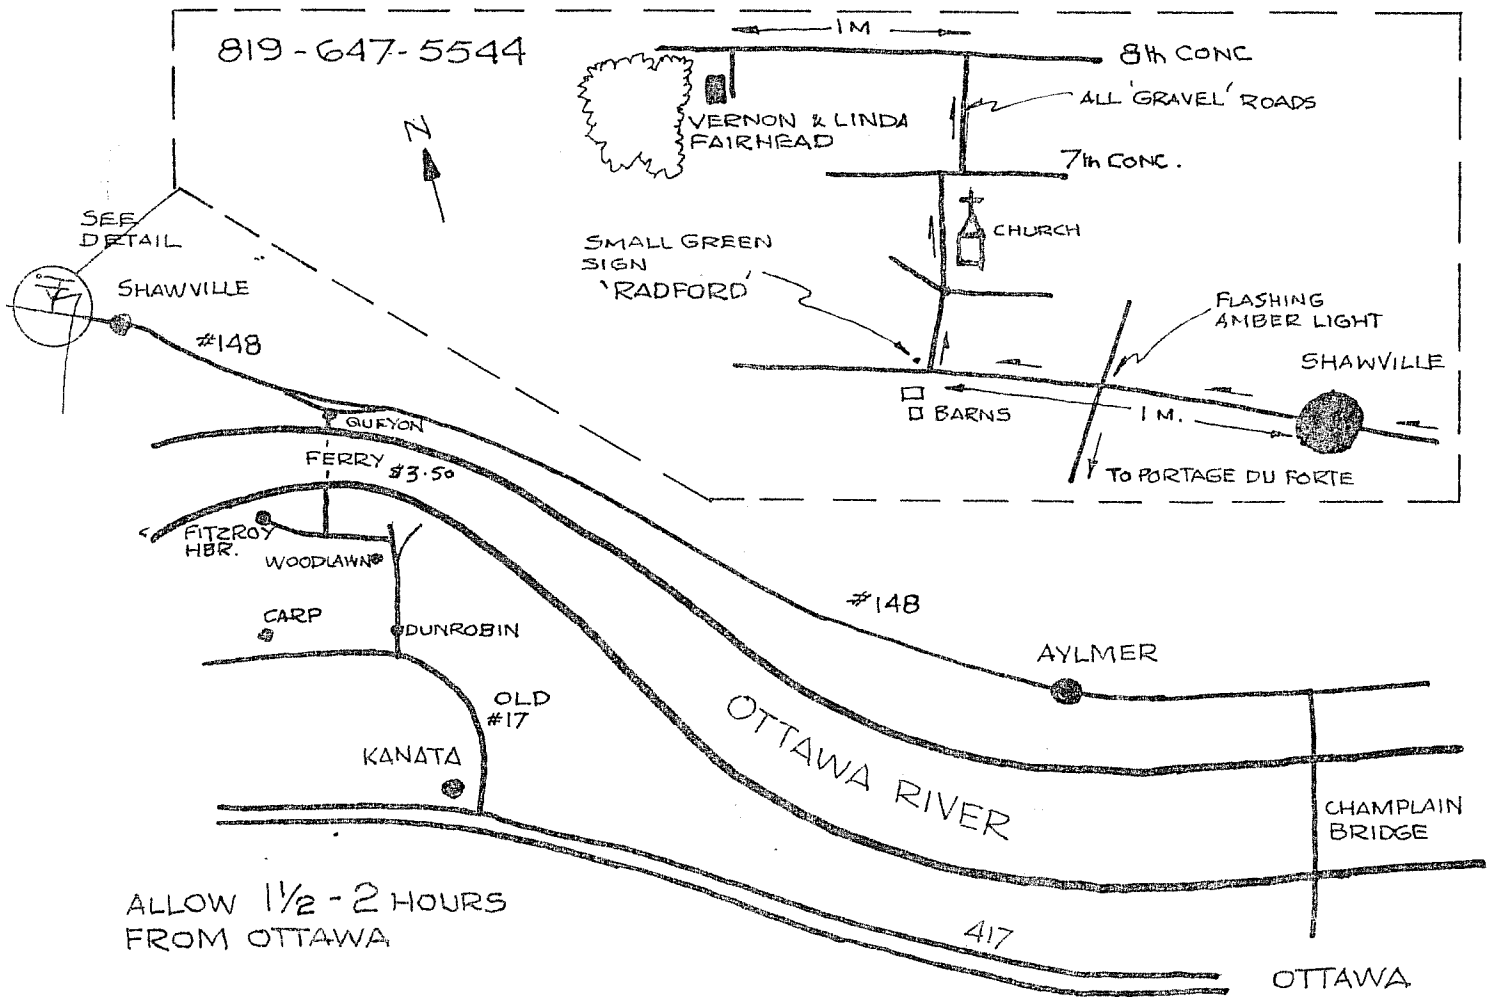 819-647-5544
1M
8th CONC
ALL 'GRAVEL' ROADS
VERNON & LINDA
FAIRHEAD
7th CONC.
N
SEE
DETAIL
CHURCH
SMALL GREEN
SIGN
'RADFORD'
SHAWVILLE
FLASHING
AMBER LIGHT
#148
SHAWVILLE
BARNS
1 M.
QUEYON
FERRY $3.50
TO PORTAGE DU FORTE
FITZROY
HBR.
WOODLAWN
#148
CARP
DUNROBIN
AYLMER
OLD
#17
OTTAWA RIVER
KANATA
CHAMPLAIN
BRIDGE
ALLOW 1½ - 2 HOURS
FROM OTTAWA
417
OTTAWA